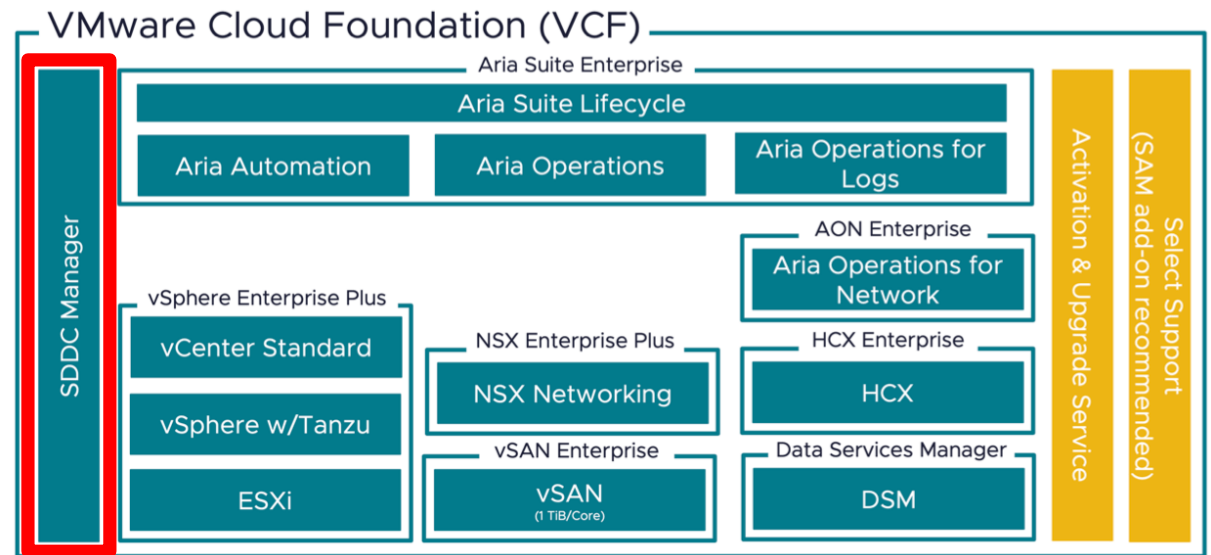 VMware Cloud Foundation (VCF)
SDDC Manager
Aria Suite Enterprise
Aria Suite Lifecycle
Aria Automation
Aria Operations
Aria Operations for
Logs
AON Enterprise
Aria Operations for
Network
vSphere Enterprise Plus
vCenter Standard
vSphere w/Tanzu
ESXi
NSX Enterprise Plus
NSX Networking
vSAN Enterprise
vSAN
(1 TiB/Core)
HCX Enterprise
HCX
Data Services Manager
DSM
Activation & Upgrade Service
Select Support
(SAM add-on recommended)